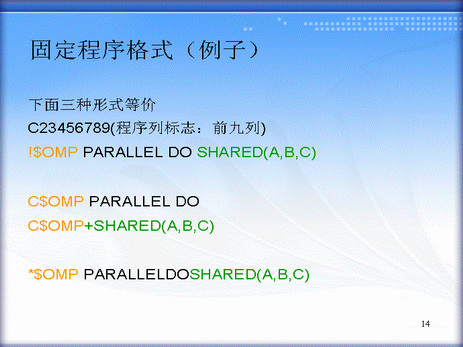 固定程序格式（例子）
下面三种形式等价
C23456789(程序列标志：前九列)
!$OMP PARALLEL DO SHARED(A,B,C)
C$OMP PARALLEL DO
C$OMP+SHARED(A,B,C)
*$OMP PARALLELDOSHARED(A,B,C)
14